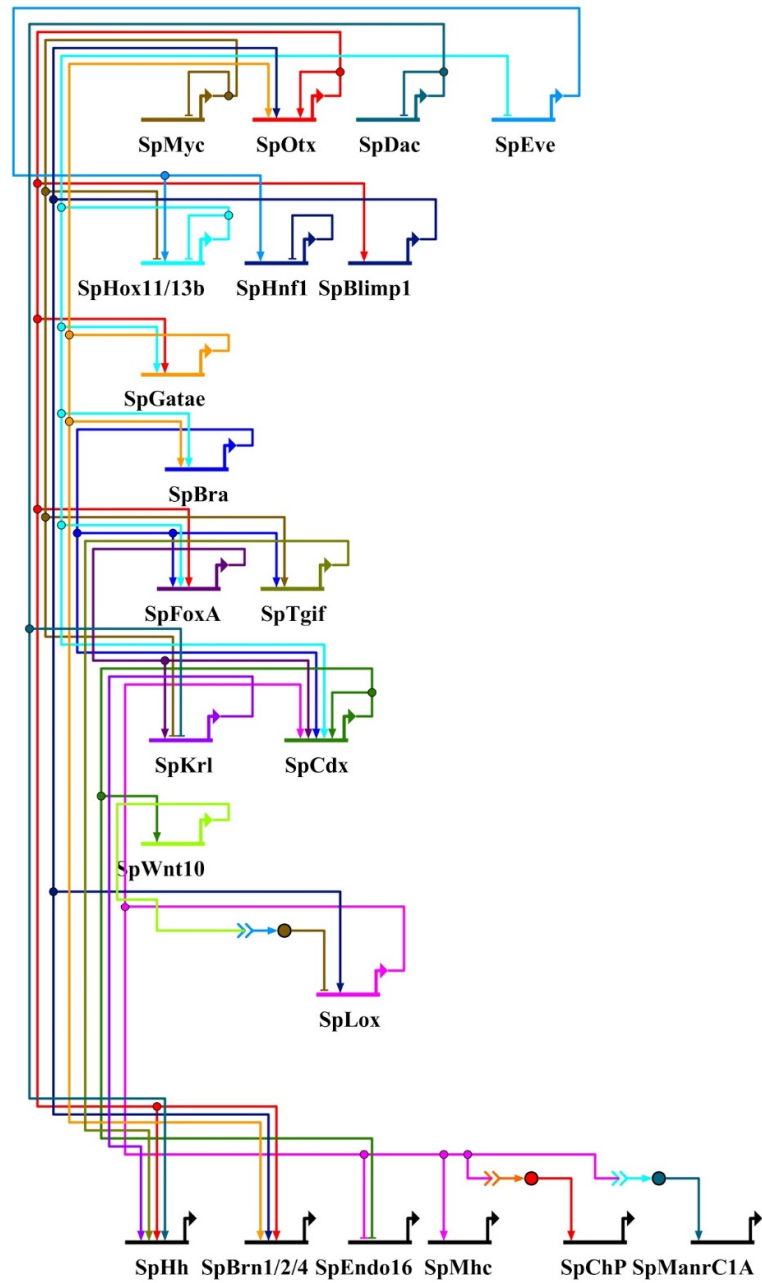 SpMyc SpOtx SpDac SpEve
SpHox11/13b SpHnf1 SpBlimp1
SpGatae
SpBra
SpFoxA SpTgif
SpKrl SpCdx
SpWnt10
SpLox
SpHh SpBrn1/2/4 SpEndo16 SpMhc SpChP SpManrC1A